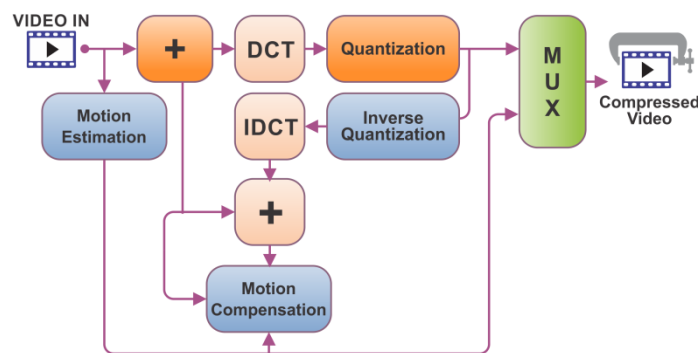 VIDEO IN
+
DCT
Quantization
M
U
X
Compressed
Video
Motion
Estimation
IDCT
Inverse
Quantization
+
Motion
Compensation